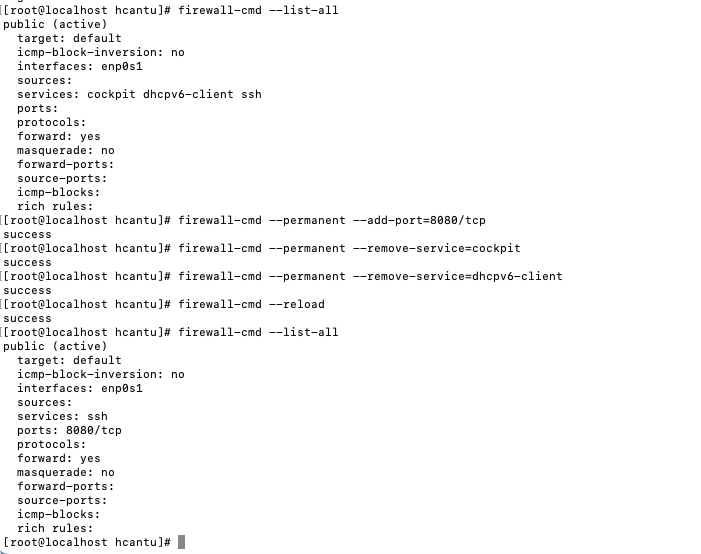 [[root@localhost hcantu]# firewall-cmd --list-all
public (active)
  target: default
  icmp-block-inversion: no
  interfaces: enp0s1
  sources:
  services: cockpit dhcpv6-client ssh
  ports:
  protocols:
  forward: yes
  masquerade: no
  forward-ports:
  source-ports:
  icmp-blocks:
  rich rules:
[[root@localhost hcantu]# firewall-cmd --permanent --add-port=8080/tcp
success
[[root@localhost hcantu]# firewall-cmd --permanent --remove-service=cockpit
success
[[root@localhost hcantu]# firewall-cmd --permanent --remove-service=dhcpv6-client
success
[[root@localhost hcantu]# firewall-cmd --reload
success
[[root@localhost hcantu]# firewall-cmd --list-all
public (active)
  target: default
  icmp-block-inversion: no
  interfaces: enp0s1
  sources:
  services: ssh
  ports: 8080/tcp
  protocols:
  forward: yes
  masquerade: no
  forward-ports:
  source-ports:
  icmp-blocks:
  rich rules:
[root@localhost hcantu]#